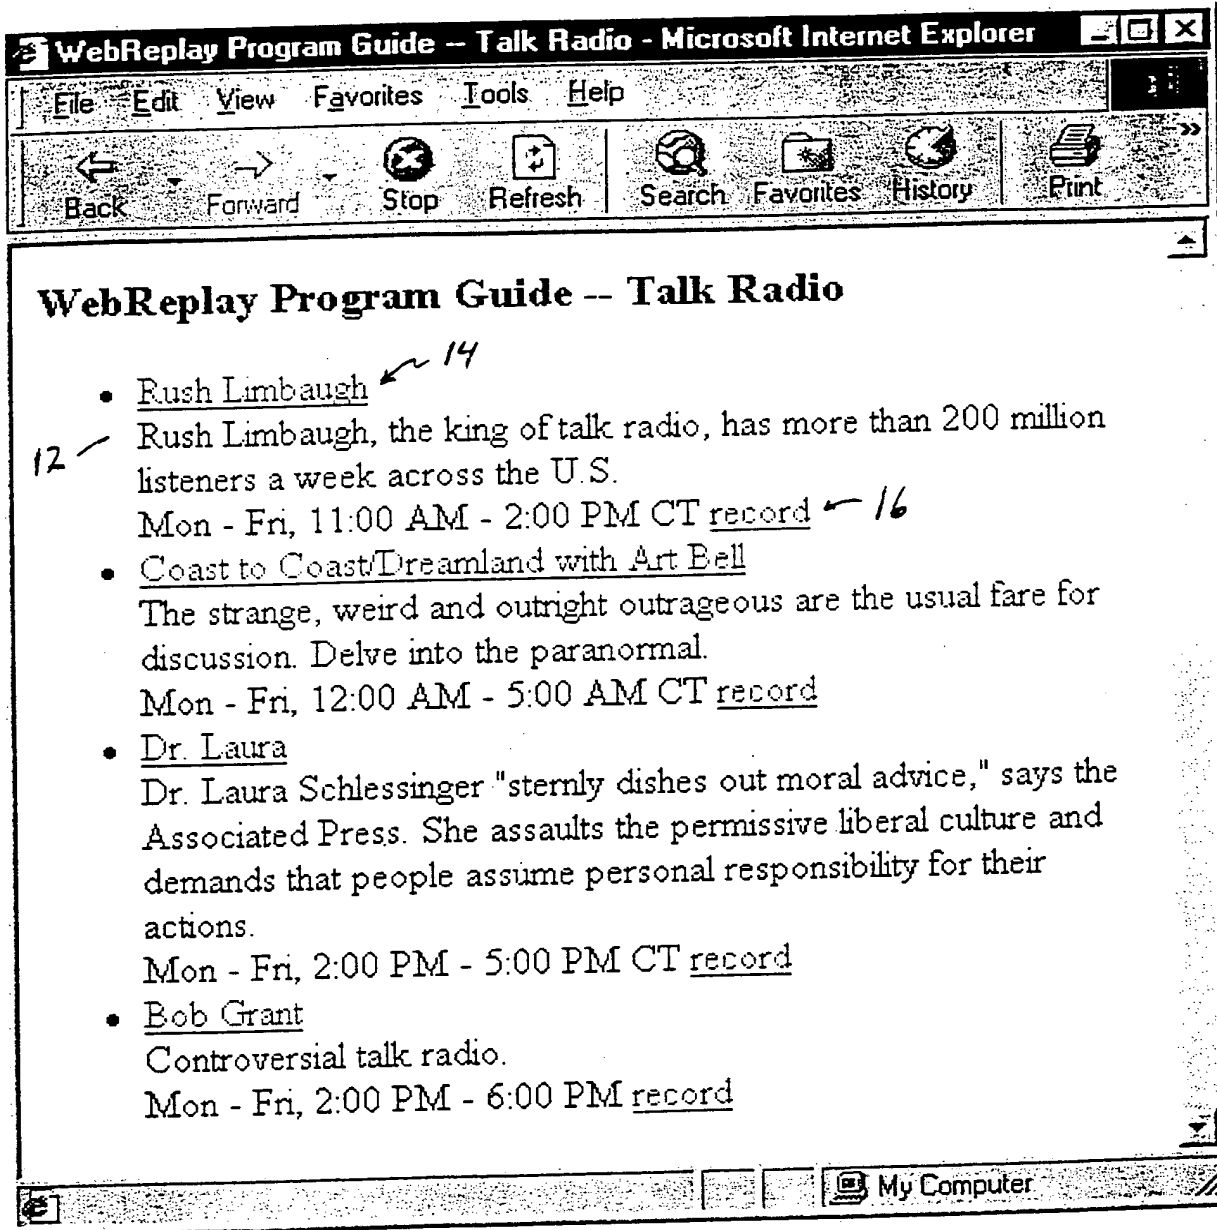 WebReplay Program Guide -- Talk Radio - Microsoft Internet Explorer
File Edit View Favorites Tools Help
»
Back Forward Stop Refresh Search Favorites History Print
WebReplay Program Guide -- Talk Radio
14
• Rush Limbaugh
12
Rush Limbaugh, the king of talk radio, has more than 200 million
listeners a week across the U.S.
Mon - Fri, 11:00 AM - 2:00 PM CT record 16
• Coast to Coast/Dreamland with Art Bell
The strange, weird and outright outrageous are the usual fare for
discussion. Delve into the paranormal.
Mon - Fri, 12:00 AM - 5:00 AM CT record
• Dr. Laura
Dr. Laura Schlessinger "sternly dishes out moral advice," says the
Associated Press. She assaults the permissive liberal culture and
demands that people assume personal responsibility for their
actions.
Mon - Fri, 2:00 PM - 5:00 PM CT record
• Bob Grant
Controversial talk radio.
Mon - Fri, 2:00 PM - 6:00 PM record
My Computer